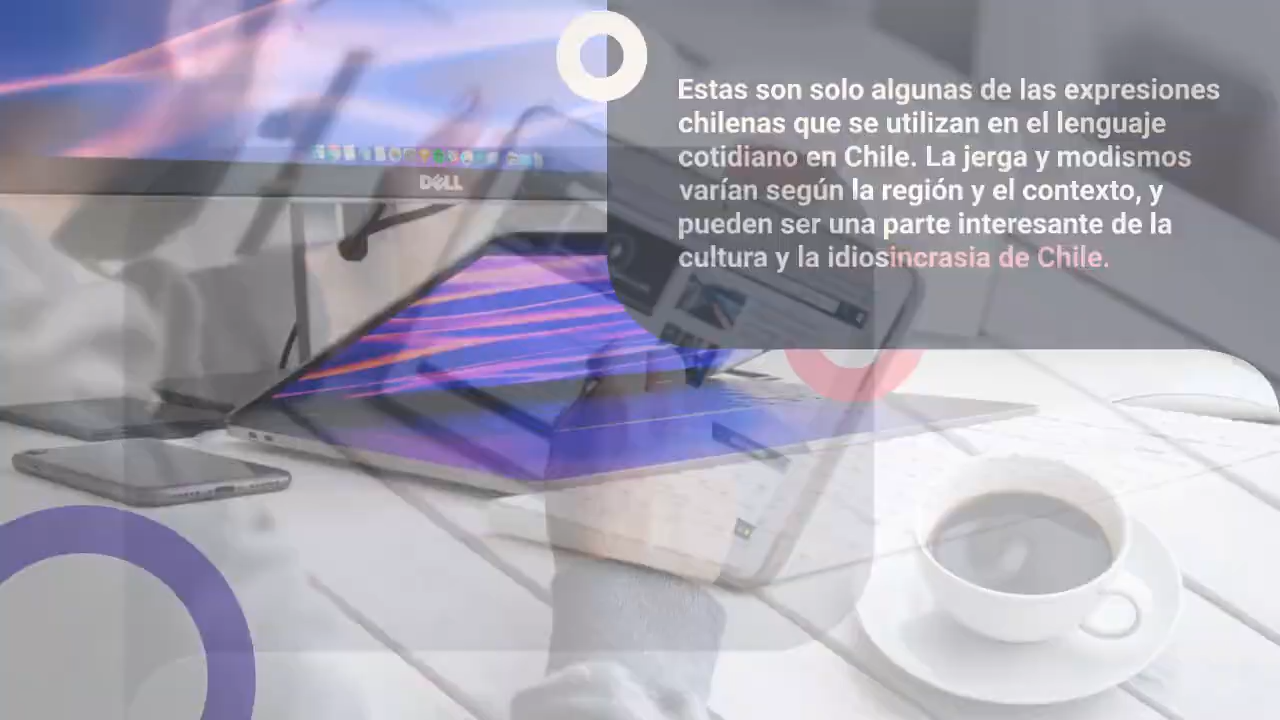 Estas son solo algunas de las expresiones
chilenas que se utilizan en el lenguaje
cotidiano en Chile. La jerga y modismos
varían según la región y el contexto, y
pueden ser una parte interesante de la
cultura y la idiosincrasia de Chile.
DELL